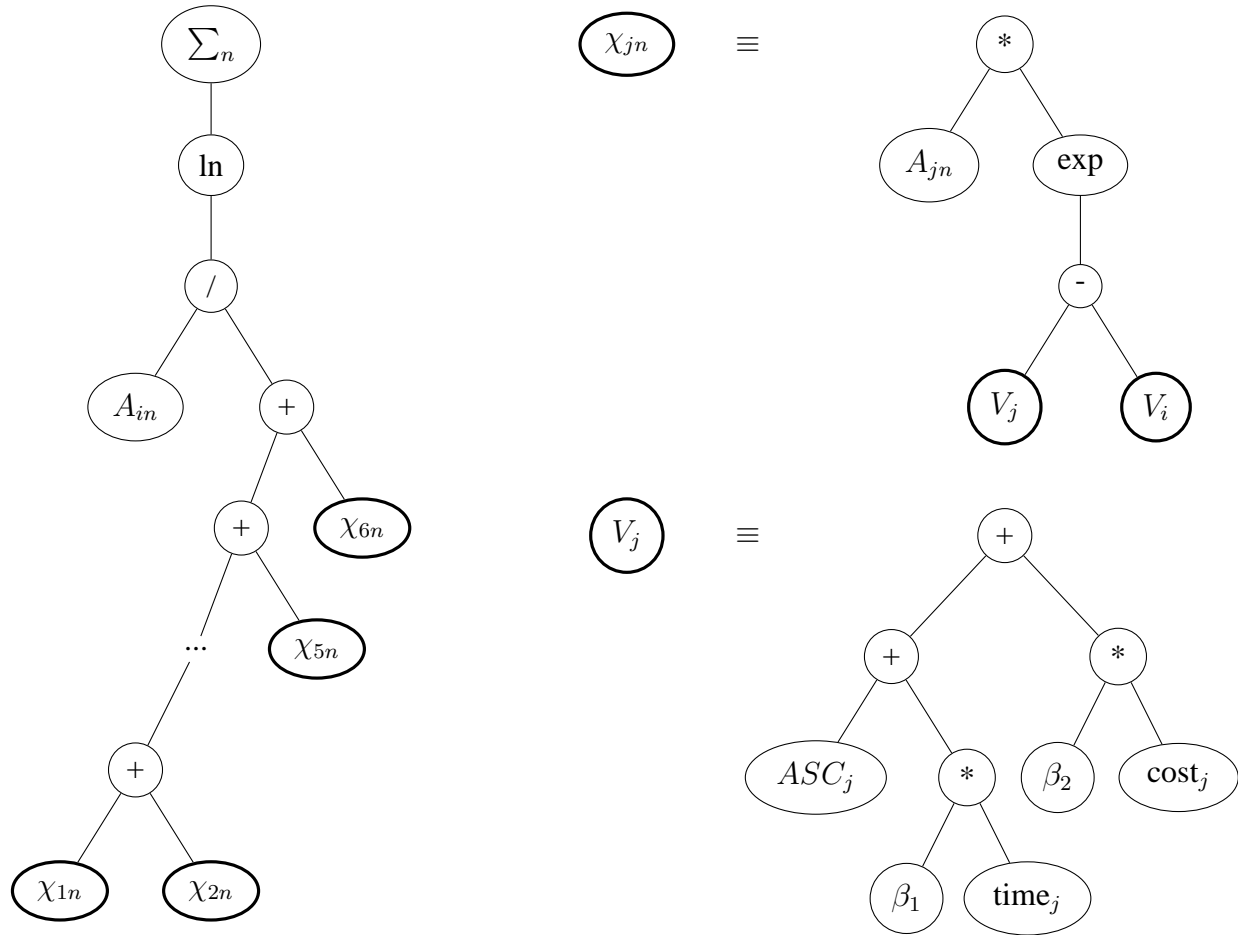 ∑ₙ χⱼₙ ≡ *
ln Aⱼₙ exp
/ -
Aᵢₙ + Vⱼ Vᵢ
+ χ₆ₙ Vⱼ ≡ +
... χ₅ₙ + *
+ ASCⱼ * β₂ costⱼ
χ₁ₙ χ₂ₙ β₁ timeⱼ